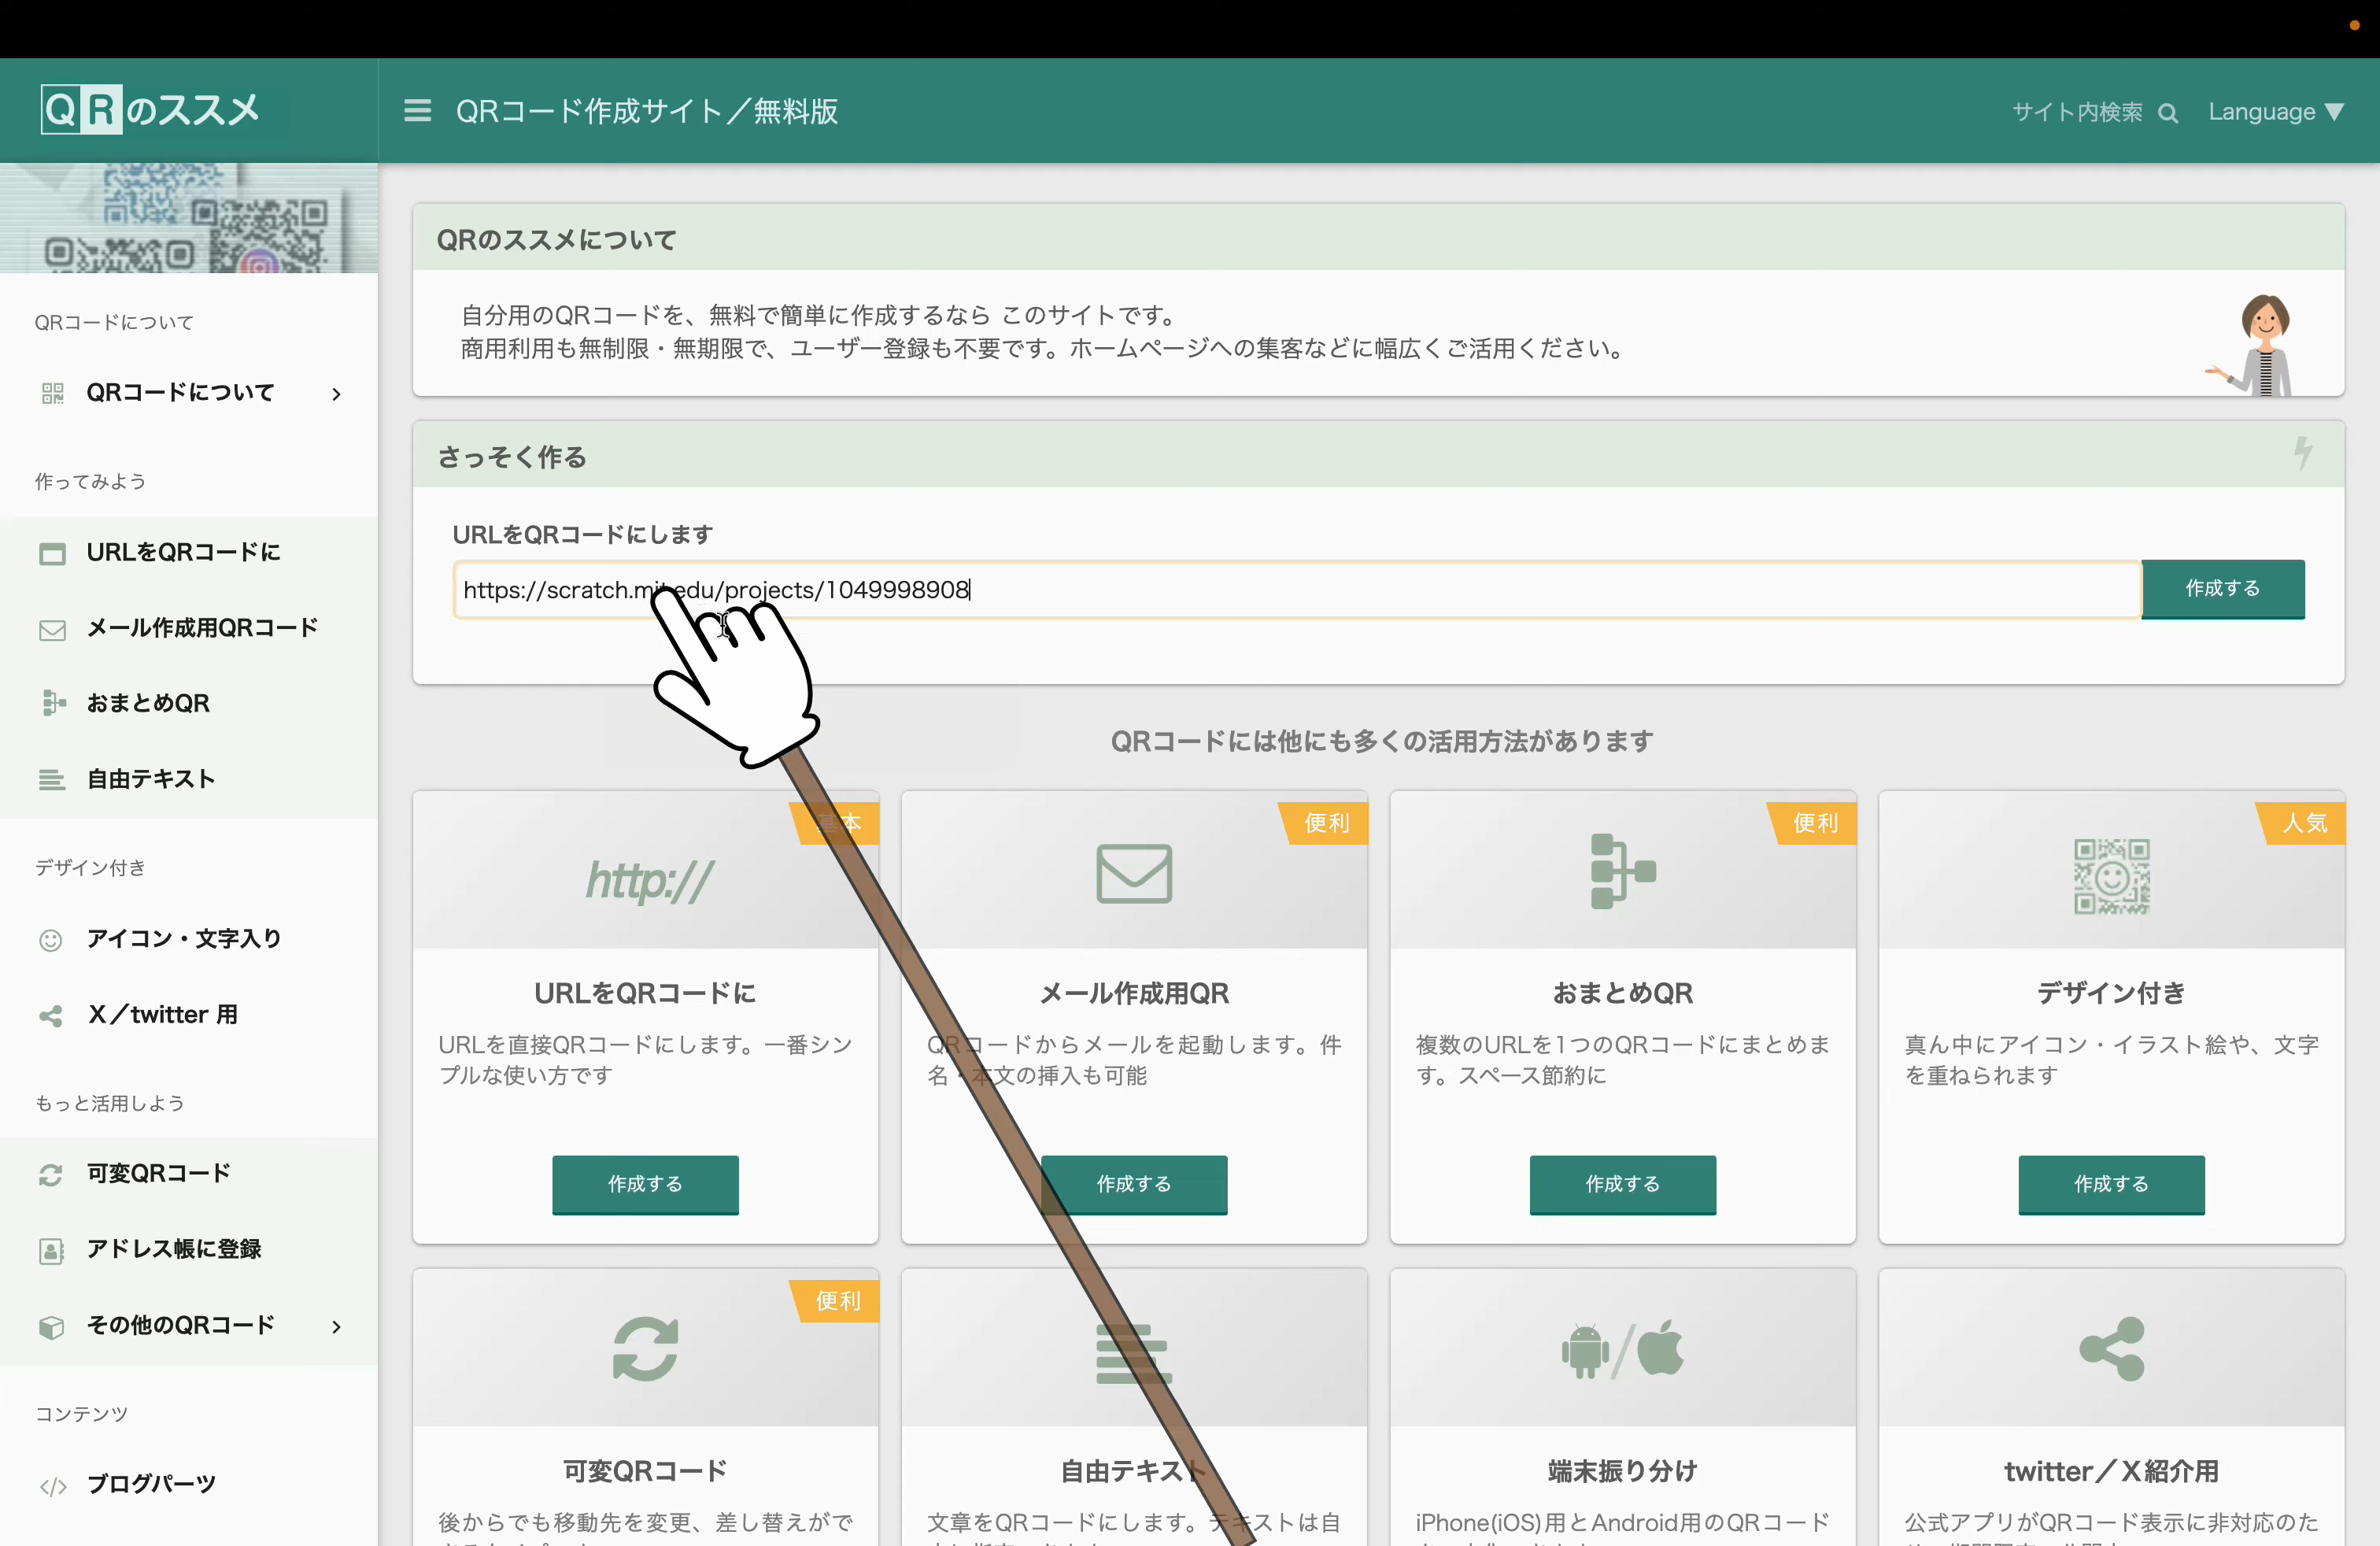 QRのススメ
QRコード作成サイト／無料版
サイト内検索
Language ▼
QRコードについて
QRコードについて
作ってみよう
URLをQRコードに
メール作成用QRコード
おまとめQR
自由テキスト
デザイン付き
アイコン・文字入り
X／twitter 用
もっと活用しよう
可変QRコード
アドレス帳に登録
その他のQRコード
コンテンツ
ブログパーツ
QRのススメについて
自分用のQRコードを、無料で簡単に作成するなら このサイトです。
商用利用も無制限・無期限で、ユーザー登録も不要です。ホームページへの集客などに幅広くご活用ください。
さっそく作る
URLをQRコードにします
https://scratch.mit.edu/projects/1049998908
作成する
QRコードには他にも多くの活用方法があります
基本
http://
URLをQRコードに
URLを直接QRコードにします。一番シン
プルな使い方です
作成する
便利
メール作成用QR
QRコードからメールを起動します。件
名・本文の挿入も可能
作成する
便利
おまとめQR
複数のURLを1つのQRコードにまとめま
す。スペース節約に
作成する
人気
デザイン付き
真ん中にアイコン・イラスト絵や、文字
を重ねられます
作成する
便利
可変QRコード
後からでも移動先を変更、差し替えがで
自由テキスト
文章をQRコードにします。テキストは自
端末振り分け
iPhone(iOS)用とAndroid用のQRコード
twitter／X紹介用
公式アプリがQRコード表示に非対応のた